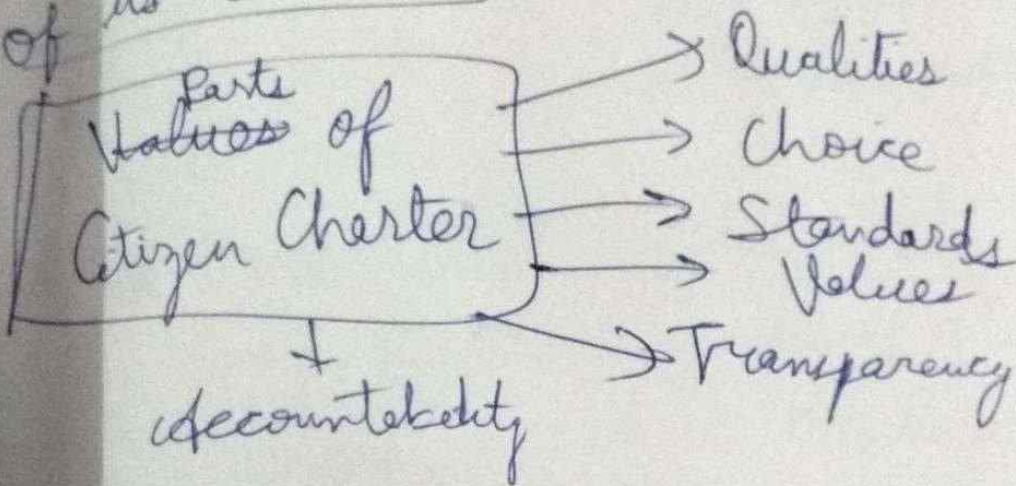 of
Parts
Values of
Citizen Charter
Qualities
Choice
Standards
Values
Transparency
Accountability